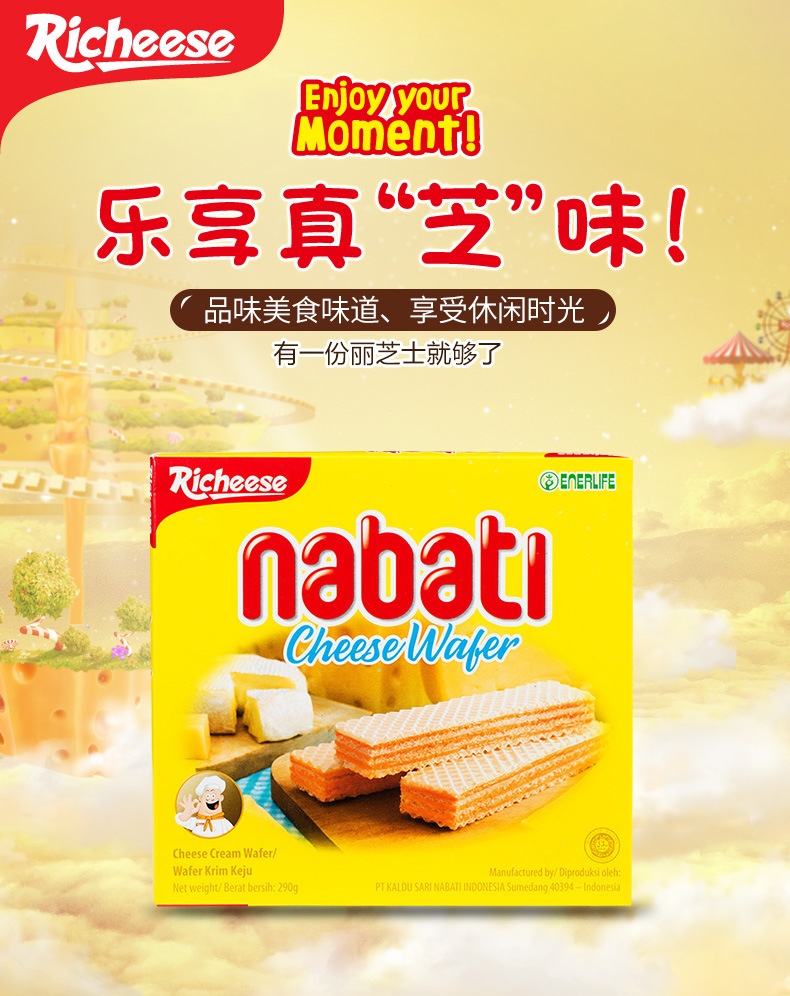 Richeese
Enjoy your
Moment!
乐享真“芝”味!
品味美食味道、享受休闲时光
有一份丽芝士就够了
Richeese
ENERLIFE
nabati
Cheese Wafer
Cheese Cream Wafer/
Wafer Krim Keju
Net weight/ Berat bersih: 290g
Manufactured by/ Diproduksi oleh:
PT KALDU SARI NABATI INDONESIA Sumedang 40394 – Indonesia